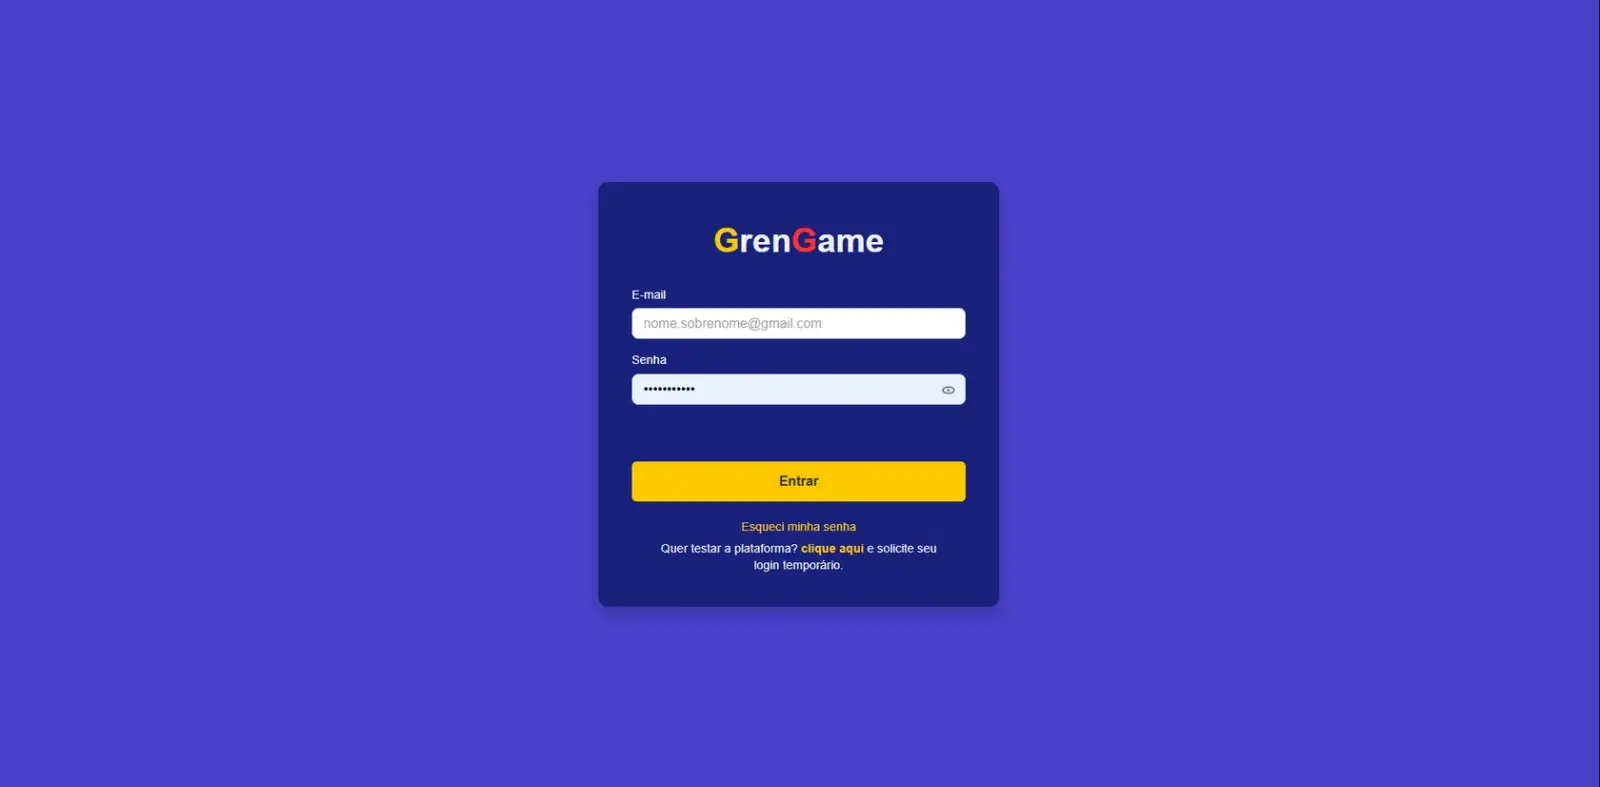 GrenGame
E-mail
nome.sobrenome@gmail.com
Senha
•••••••••••
Entrar
Esqueci minha senha
Quer testar a plataforma? clique aqui e solicite seu
login temporário.